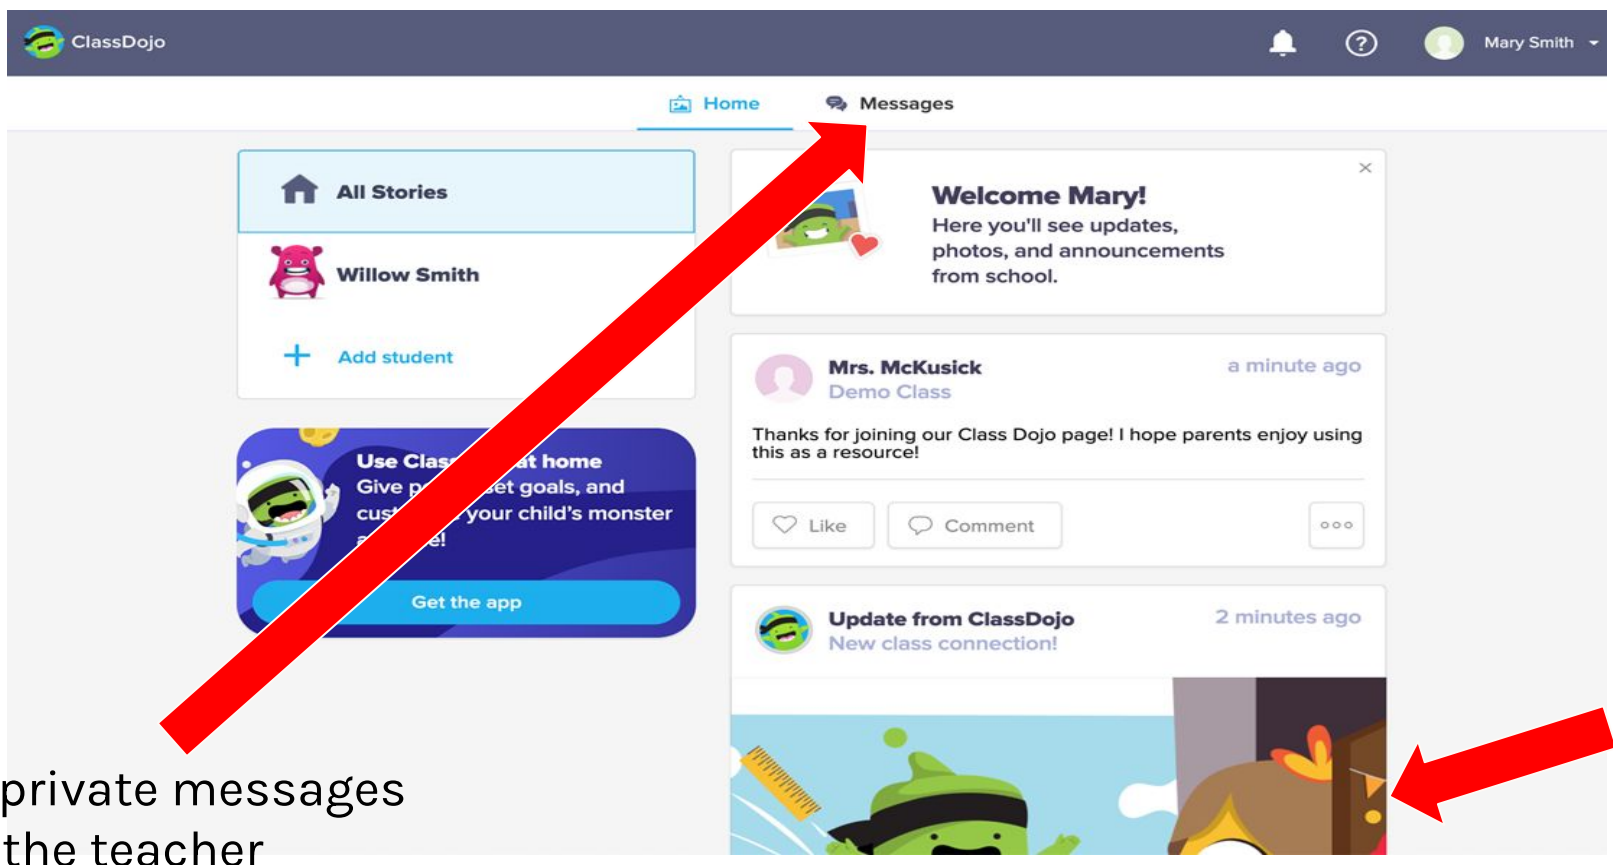 ClassDojo
Mary Smith
Home
Messages
All Stories
Willow Smith
Add student
Use Clas at home
Give po et goals, and
cus your child's monster
a e!
Get the app
Welcome Mary!
Here you'll see updates,
photos, and announcements
from school.
Mrs. McKusick
a minute ago
Demo Class
Thanks for joining our Class Dojo page! I hope parents enjoy using
this as a resource!
Like
Comment
Update from ClassDojo
2 minutes ago
New class connection!
private messages
the teacher